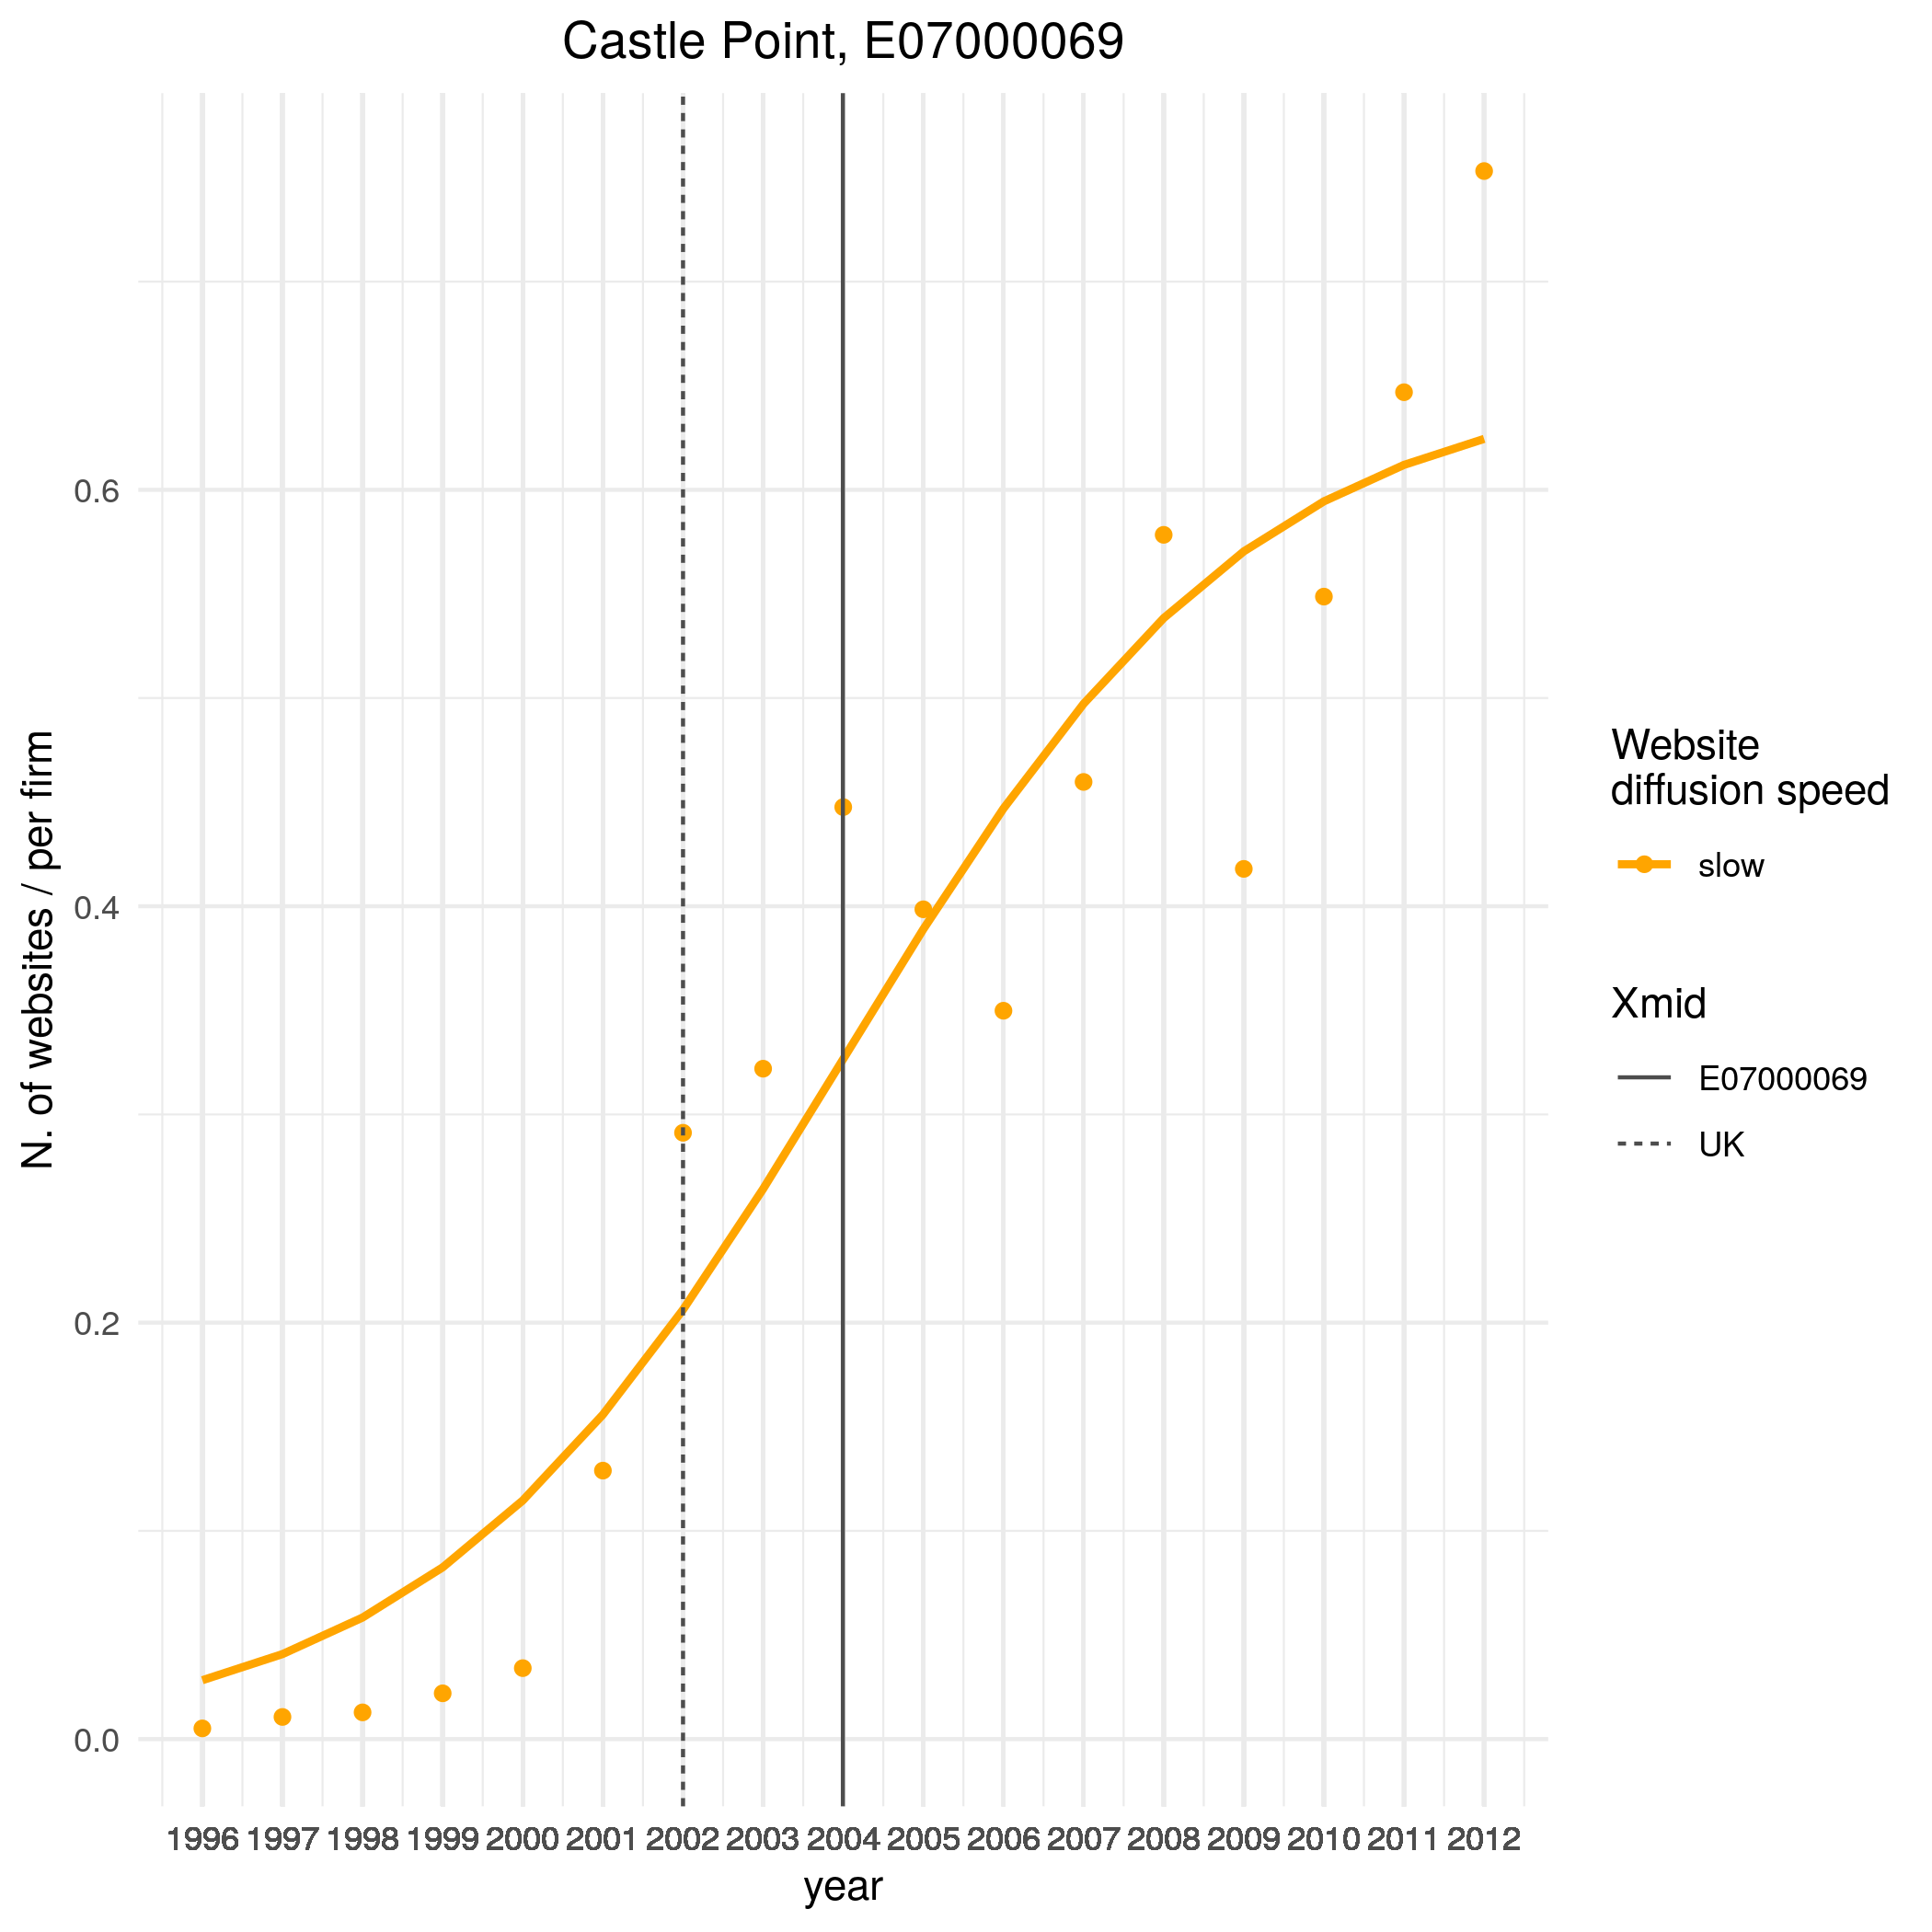 Castle Point, E07000069
N. of websites / per firm
0.6
0.4
0.2
0.0
1996 1997 1998 1999 2000 2001 2002 2003 2004 2005 2006 2007 2008 2009 2010 2011 2012
year
Website
diffusion speed
slow
Xmid
E07000069
UK